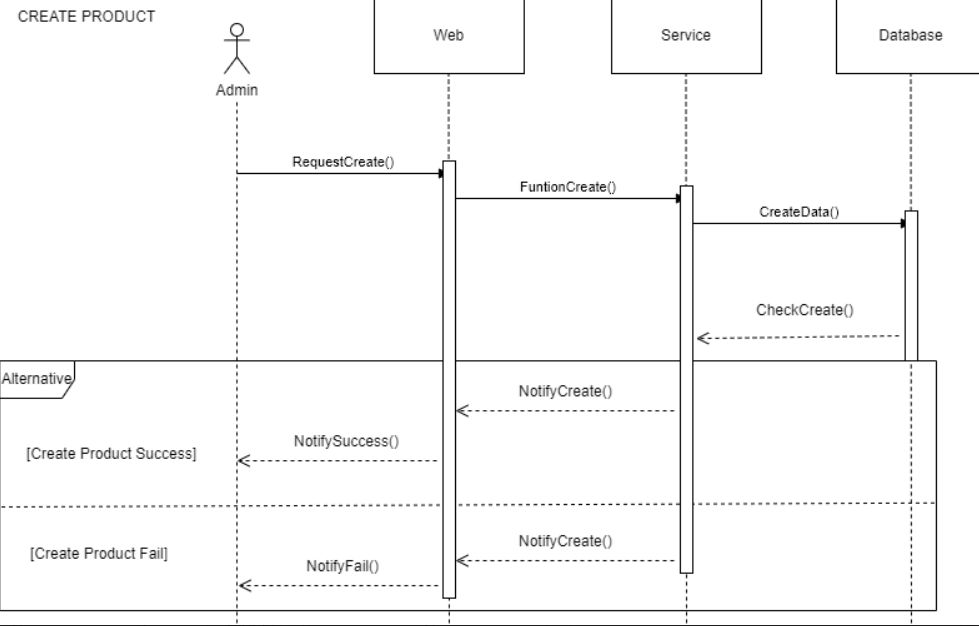 CREATE PRODUCT
Web
Service
Database
Admin
RequestCreate()
FuntionCreate()
CreateData()
CheckCreate()
Alternative
NotifyCreate()
NotifySuccess()
[Create Product Success]
NotifyCreate()
[Create Product Fail]
NotifyFail()